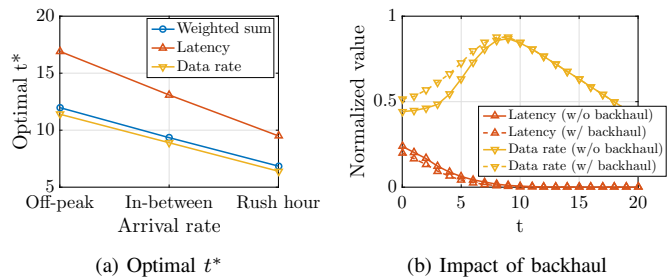 20
15
10
5
Optimal t*
Weighted sum
Latency
Data rate
Off-peak
In-between
Rush hour
Arrival rate
(a) Optimal t*
1
0.5
0
Normalized value
Latency (w/o backhaul)
Latency (w/ backhaul)
Data rate (w/o backhaul)
Data rate (w/ backhaul)
0
5
10
15
20
t
(b) Impact of backhaul